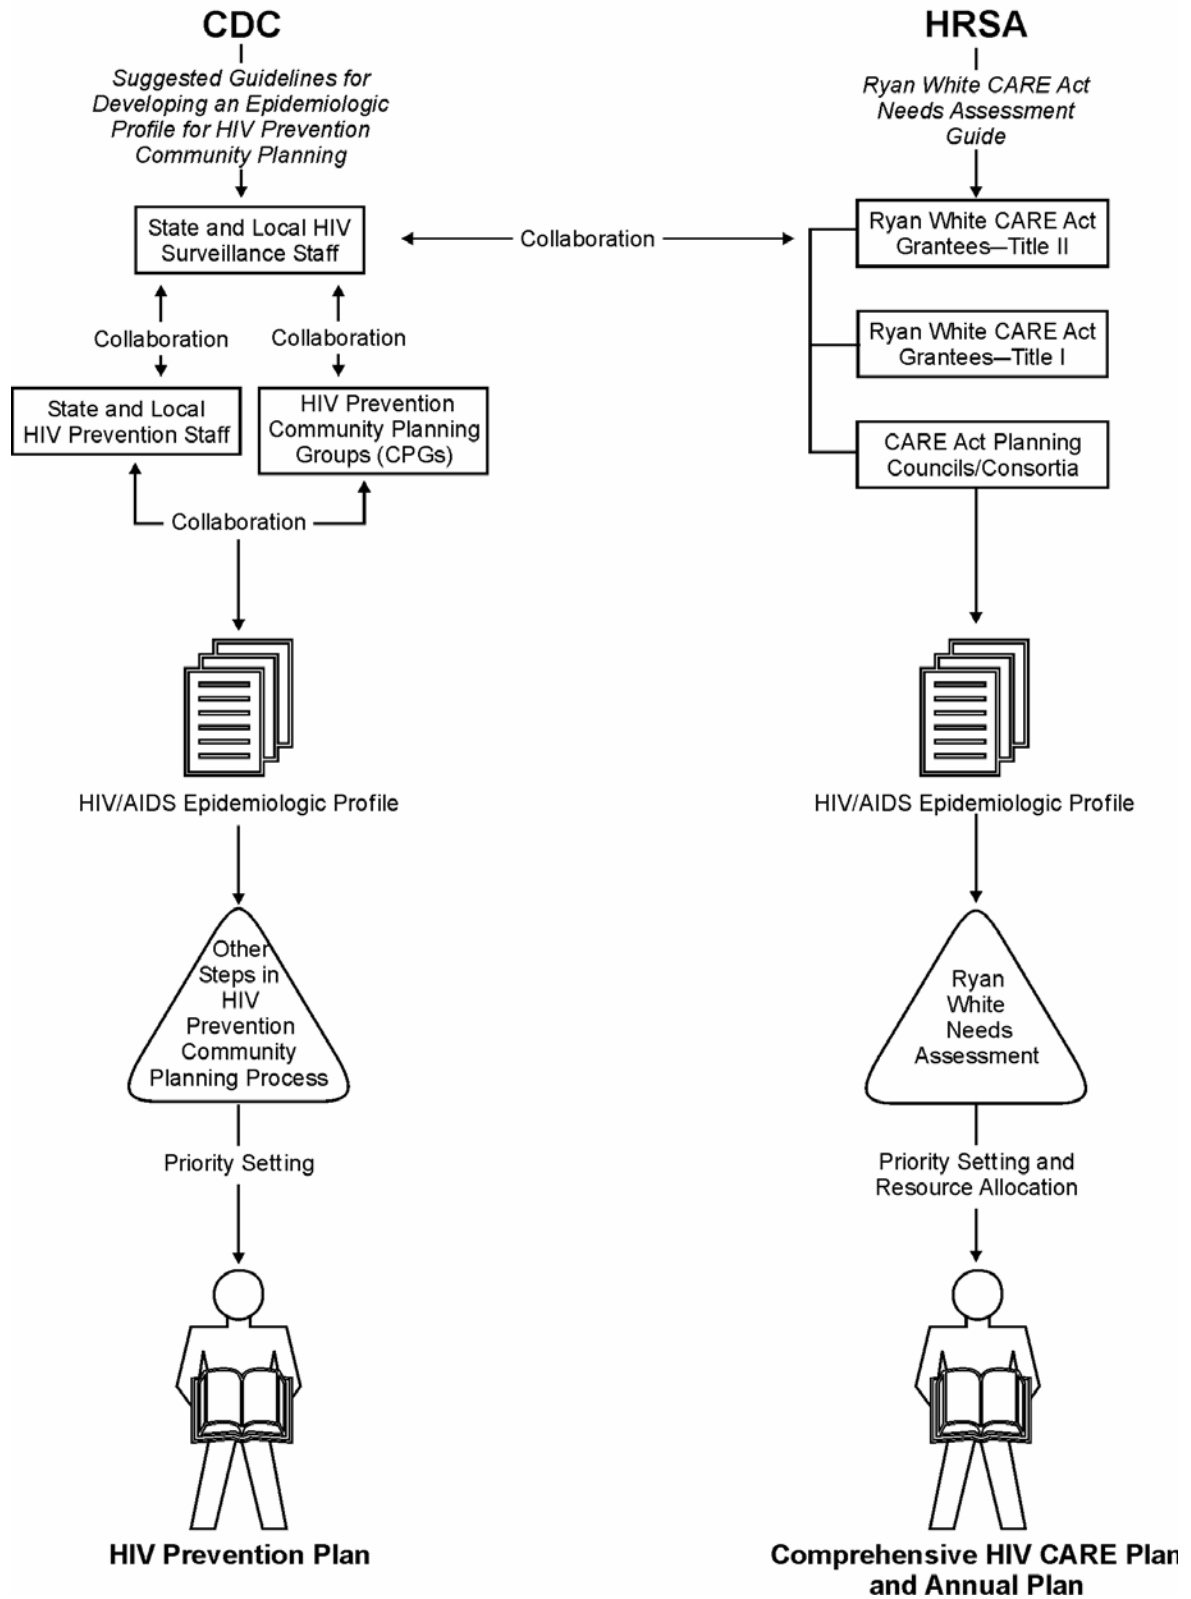 CDC
Suggested Guidelines for
Developing an Epidemiologic
Profile for HIV Prevention
Community Planning
State and Local HIV
Surveillance Staff
Collaboration
Collaboration
State and Local
HIV Prevention Staff
HIV Prevention
Community Planning
Groups (CPGs)
Collaboration
HIV/AIDS Epidemiologic Profile
Other
Steps in
HIV
Prevention
Community
Planning Process
Priority Setting
HIV Prevention Plan
Collaboration
HRSA
Ryan White CARE Act
Needs Assessment
Guide
Ryan White CARE Act
Grantees—Title II
Ryan White CARE Act
Grantees—Title I
CARE Act Planning
Councils/Consortia
HIV/AIDS Epidemiologic Profile
Ryan
White
Needs
Assessment
Priority Setting and
Resource Allocation
Comprehensive HIV CARE Plan
and Annual Plan